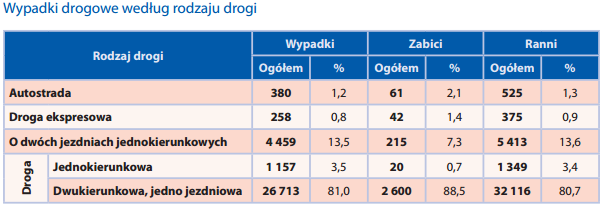 Wypadki drogowe według rodzaju drogi
Rodzaj drogi Wypadki Zabici Ranni
Ogółem % Ogółem % Ogółem %
Autostrada 380 1,2 61 2,1 525 1,3
Droga ekspresowa 258 0,8 42 1,4 375 0,9
O dwóch jezdniach jednokierunkowych 4 459 13,5 215 7,3 5 413 13,6
Droga
Jednokierunkowa 1 157 3,5 20 0,7 1 349 3,4
Dwukierunkowa, jedno jezdniowa 26 713 81,0 2 600 88,5 32 116 80,7